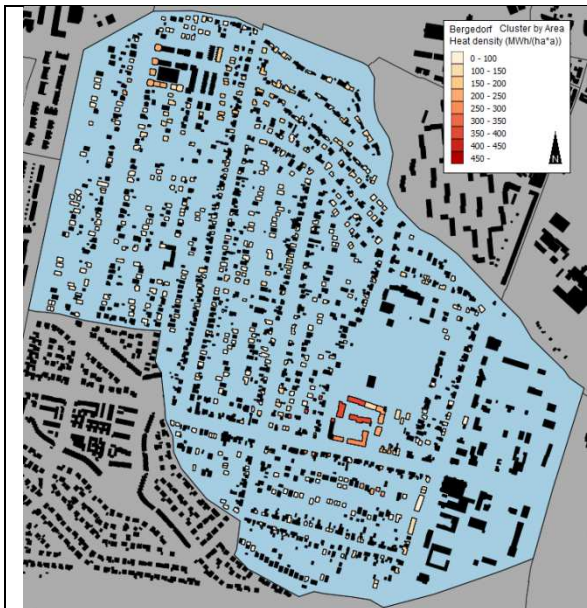 Bergedorf Cluster by Area
Heat density (MWh/(ha*a))
0 - 100
100 - 150
150 - 200
200 - 250
250 - 300
300 - 350
350 - 400
400 - 450
450 -
N